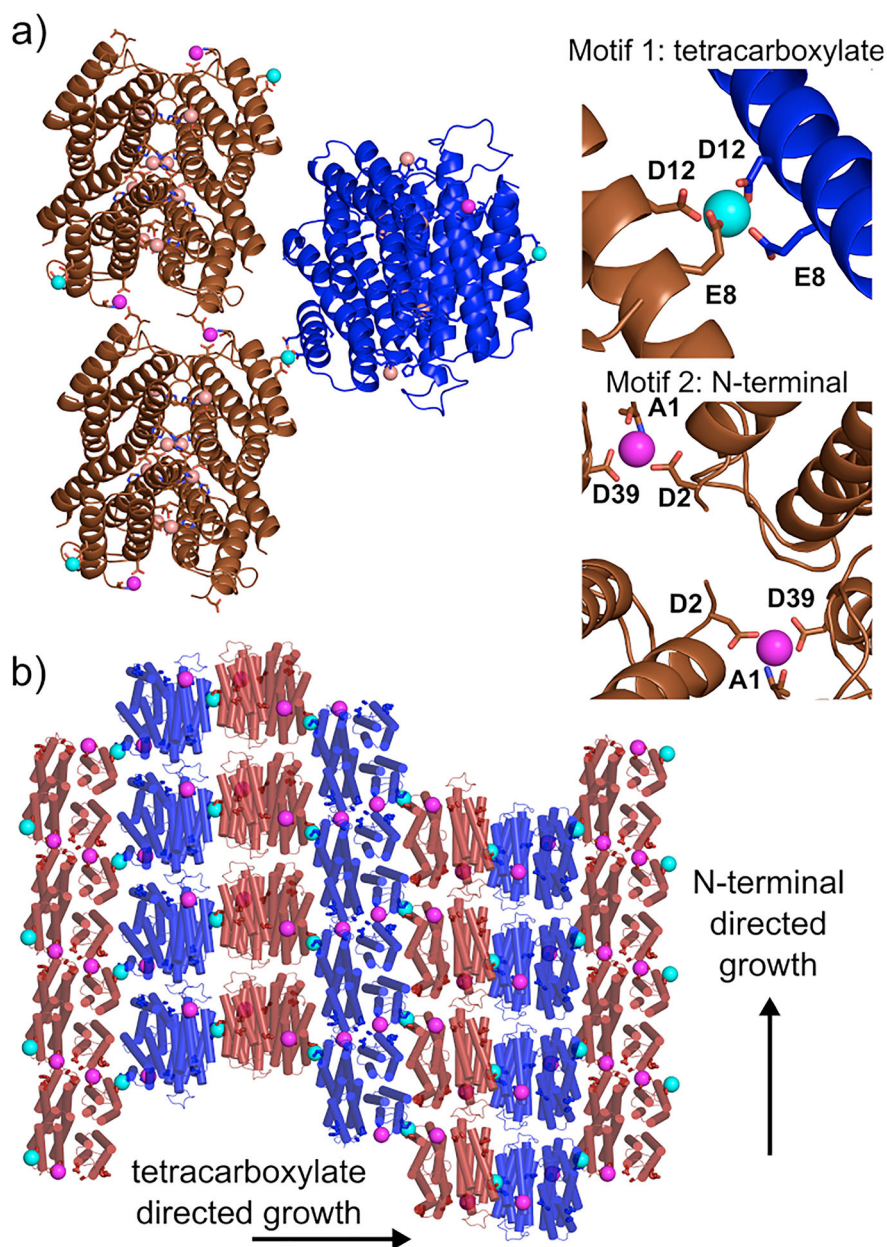 a)
Motif 1: tetracarboxylate
D12
D12
E8
E8
Motif 2: N-terminal
A1
D39
D2
D2
D39
A1
b)
N-terminal
directed
growth
tetracarboxylate
directed growth